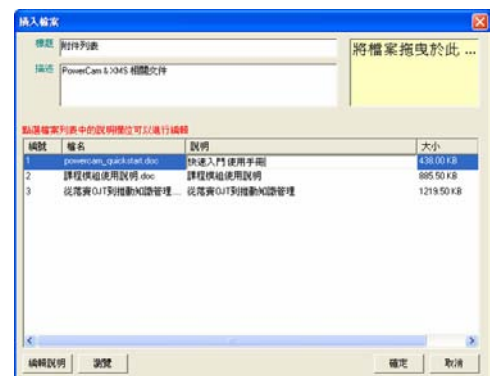 插入檔案
標題 附件列表
將檔案拖曳於此 ...
描述 PowerCam & XMS 相關文件
點選檔案列表中的說明欄位可以進行編輯
編號 檔名 說明 大小
1 powercam_quickstart.doc 快速入門使用手冊 438.00 KB
2 課程模組使用說明.doc 課程模組使用說明 885.50 KB
3 從落實OJT到推動知識管理... 從落實OJT到推動知識管理 1219.50 KB
編輯說明 瀏覽 確定 取消